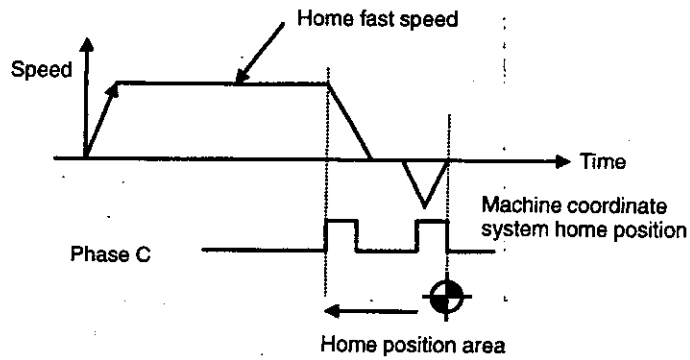 Home fast speed
Speed
Time
Machine coordinate
system home position
Phase C
Home position area